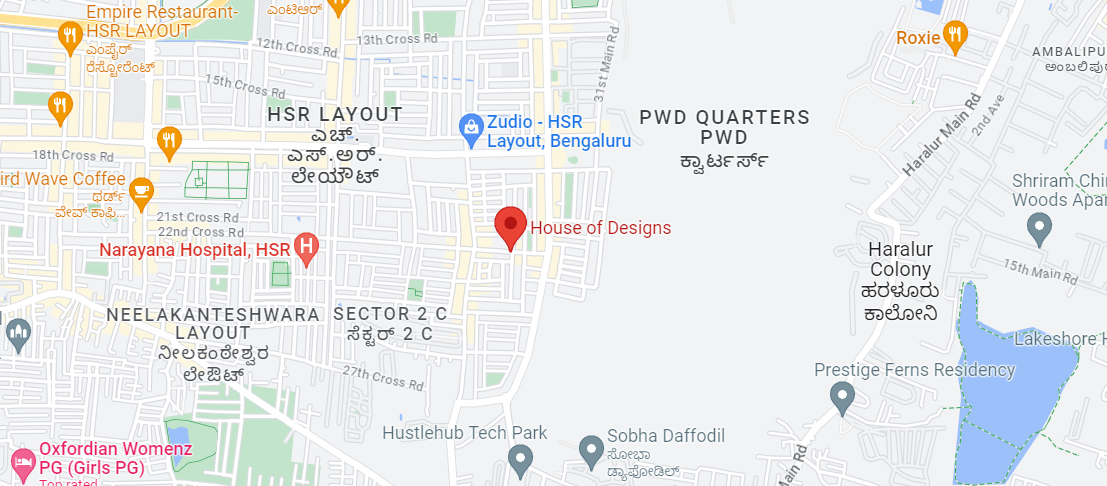 Empire Restaurant-
HSR LAYOUT
ಎಂಪೈರ್
ರೆಸ್ಟೋರೆಂಟ್
ಎಂಟಿಆರ್
12th Cross Rd
13th Cross Rd
15th Cross Rd
31st Main Rd
Roxie
AMBALIPU
ಅಂಬಲಿಪುರ
Haralur Main Rd
2nd Ave
HSR LAYOUT
ಎಚ್.
ಎಸ್.ಆರ್.
ಲೇಯೌಟ್
Zudio - HSR
Layout, Bengaluru
PWD QUARTERS
PWD
ಕ್ವಾರ್ಟರ್ಸ್
18th Cross Rd
ird Wave Coffee
ಥರ್ಡ್
ವೇವ್ ಕಾಫಿ...
21st Cross Rd
22nd Cross Rd
Narayana Hospital, HSR
H
House of Designs
Shriram Chir
Woods Apar
15th Main Rd
Haralur
Colony
ಹರಳೂರು
ಕಾಲೋನಿ
NEELAKANTESHWARA
LAYOUT
ನೀಲಕಂಠೇಶ್ವರ
ಲೇಔಟ್
SECTOR 2 C
ಸೆಕ್ಟರ್ 2 C
27th Cross Rd
Lakeshore H
Prestige Ferns Residency
Hustlehub Tech Park
Sobha Daffodil
ಸೋಭಾ
ಡ್ಯಾಫೋಡಿಲ್
Main Rd
Oxfordian Womenz
PG (Girls PG)
Top rated